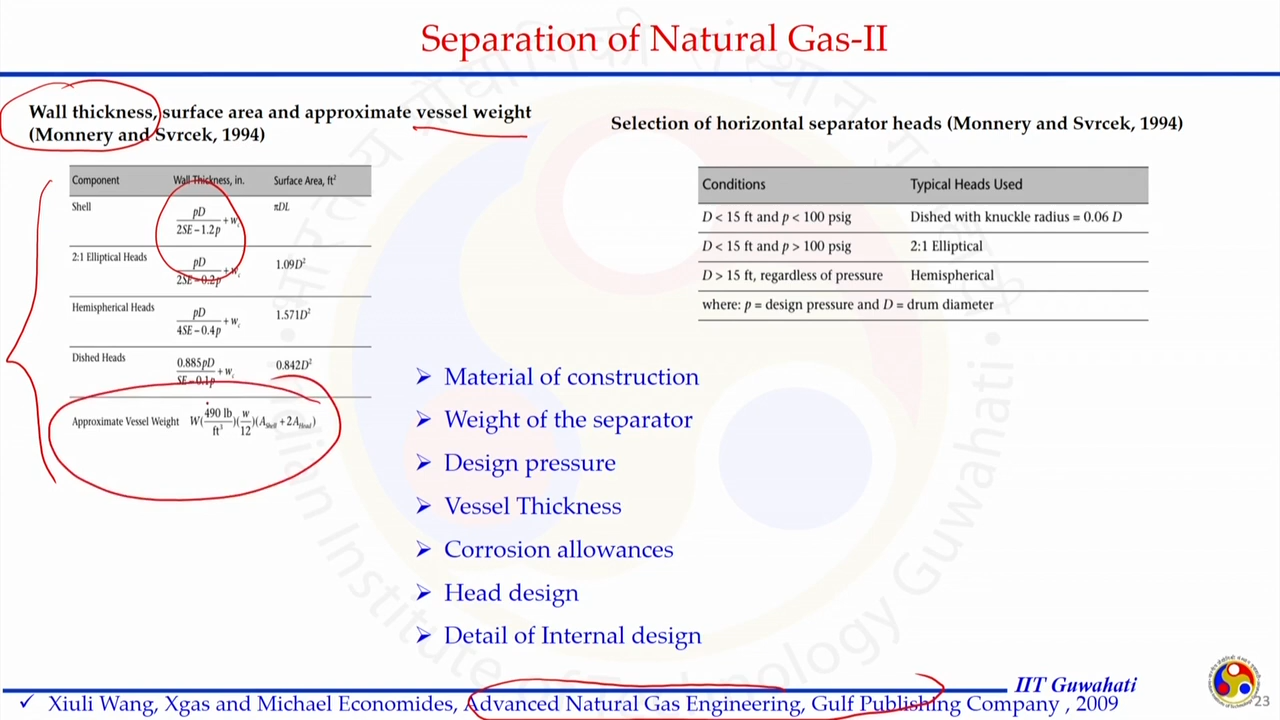 Separation of Natural Gas-II
Wall thickness, surface area and approximate vessel weight
(Monnery and Svrcek, 1994)
Component Wall Thickness, in. Surface Area, ft²
Shell pD/(2SE – 1.2p) + w_c πDL
2:1 Elliptical Heads pD/(2SE – 0.2p) + w_c 1.09D²
Hemispherical Heads pD/(4SE – 0.4p) + w_c 1.571D²
Dished Heads 0.885pD/(SE – 0.1p) + w_c 0.842D²
Approximate Vessel Weight W(490 lb/ft³)(w/12)(A_Shell + 2A_Head)
Selection of horizontal separator heads (Monnery and Svrcek, 1994)
Conditions Typical Heads Used
D < 15 ft and p < 100 psig Dished with knuckle radius = 0.06 D
D < 15 ft and p > 100 psig 2:1 Elliptical
D > 15 ft, regardless of pressure Hemispherical
where: p = design pressure and D = drum diameter
➢ Material of construction
➢ Weight of the separator
➢ Design pressure
➢ Vessel Thickness
➢ Corrosion allowances
➢ Head design
➢ Detail of Internal design
IIT Guwahati
✓ Xiuli Wang, Xgas and Michael Economides, Advanced Natural Gas Engineering, Gulf Publishing Company , 2009
23